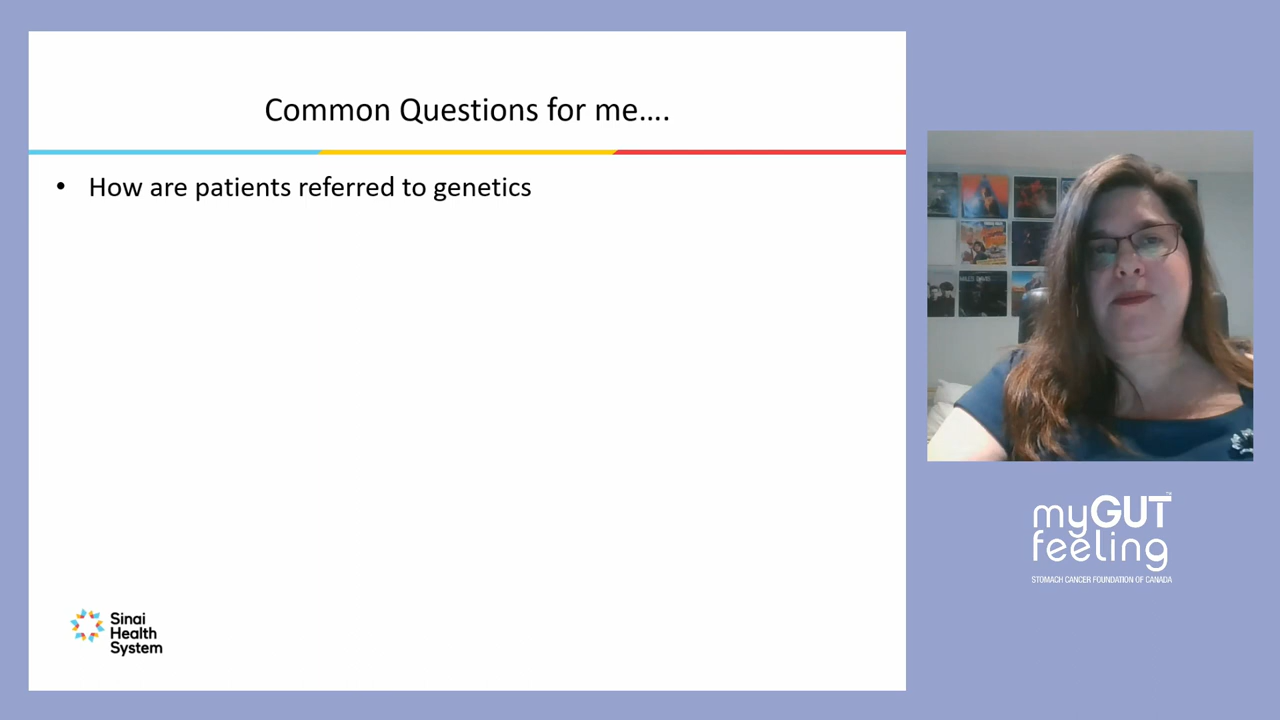 Common Questions for me....
• How are patients referred to genetics
Sinai
Health
System
myGUT™
feeling
STOMACH CANCER FOUNDATION OF CANADA